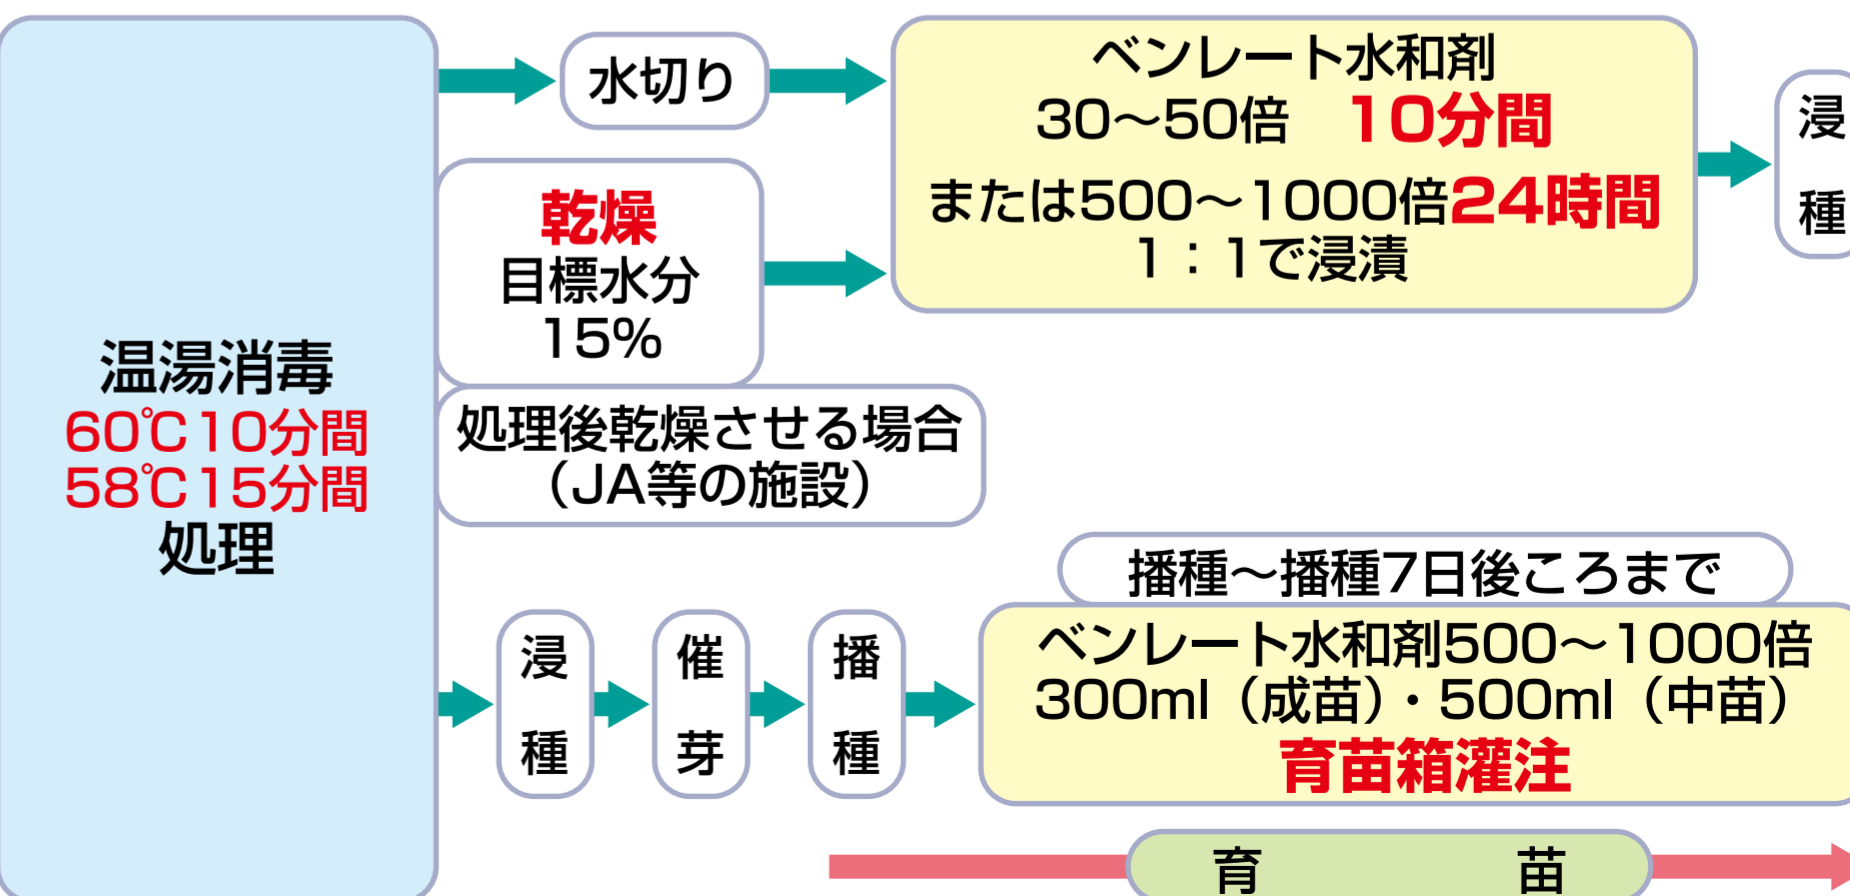 温湯消毒
60℃10分間
58℃15分間
処理
水切り
乾燥
目標水分
15%
処理後乾燥させる場合
（JA等の施設）
ベンレート水和剤
30～50倍　10分間
または500～1000倍24時間
1：1で浸漬
浸種
浸種
催芽
播種
播種～播種7日後ころまで
ベンレート水和剤500～1000倍
300ml（成苗）・500ml（中苗）
育苗箱灌注
育苗